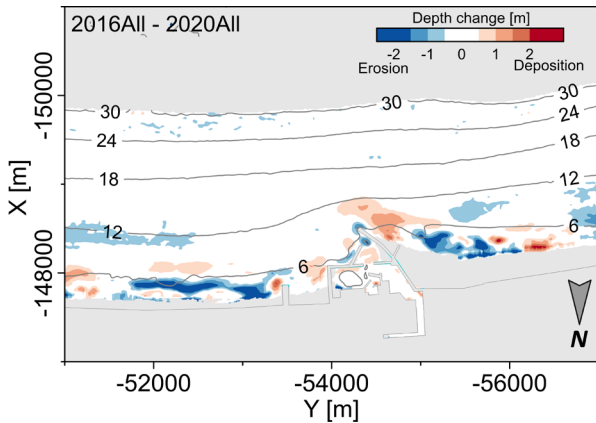 2016All - 2020All
Depth change [m]
-2 -1 0 1 2
Erosion Deposition
30 30 30
24 24
18 18
12 12
6 6
X [m]
-150000
-148000
N
-52000 -54000 -56000
Y [m]